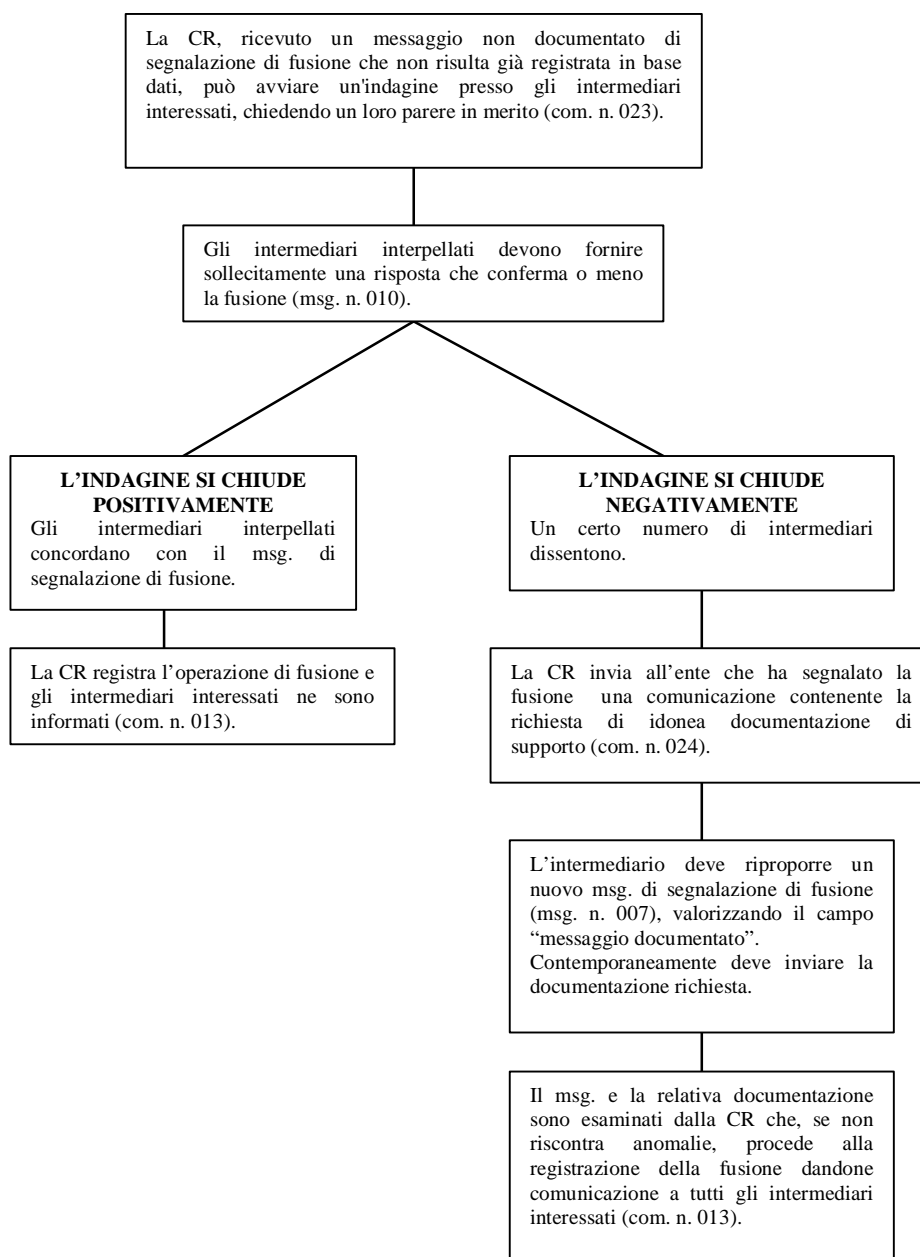 La CR, ricevuto un messaggio non documentato di
segnalazione di fusione che non risulta già registrata in base
dati, può avviare un'indagine presso gli intermediari
interessati, chiedendo un loro parere in merito (com. n. 023).
Gli intermediari interpellati devono fornire
sollecitamente una risposta che conferma o meno
la fusione (msg. n. 010).
L’INDAGINE SI CHIUDE
POSITIVAMENTE
Gli intermediari interpellati
concordano con il msg. di
segnalazione di fusione.
L’INDAGINE SI CHIUDE
NEGATIVAMENTE
Un certo numero di intermediari
dissentono.
La CR registra l’operazione di fusione e
gli intermediari interessati ne sono
informati (com. n. 013).
La CR invia all’ente che ha segnalato la
fusione una comunicazione contenente la
richiesta di idonea documentazione di
supporto (com. n. 024).
L’intermediario deve riproporre un
nuovo msg. di segnalazione di fusione
(msg. n. 007), valorizzando il campo
“messaggio documentato”.
Contemporaneamente deve inviare la
documentazione richiesta.
Il msg. e la relativa documentazione
sono esaminati dalla CR che, se non
riscontra anomalie, procede alla
registrazione della fusione dandone
comunicazione a tutti gli intermediari
interessati (com. n. 013).